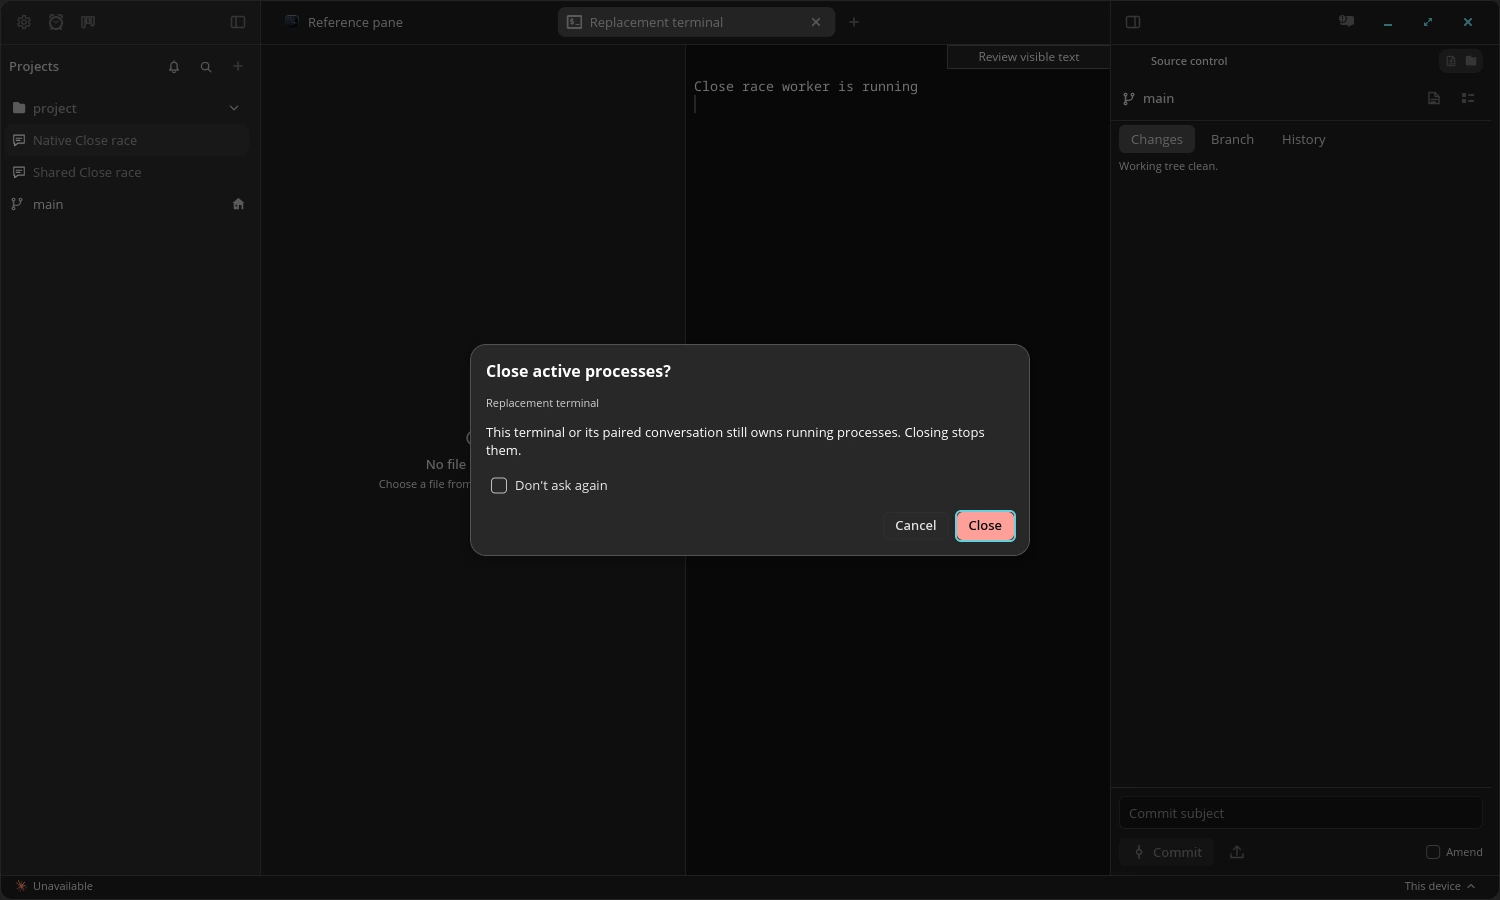 Reference pane
Replacement terminal
Projects
project
Native Close race
Shared Close race
main
Review visible text
Close race worker is running
No file
Choose a file from
Source control
main
Changes
Branch
History
Working tree clean.
Close active processes?
Replacement terminal
This terminal or its paired conversation still owns running processes. Closing stops
them.
Don't ask again
Cancel
Close
Commit subject
Commit
Amend
Unavailable
This device